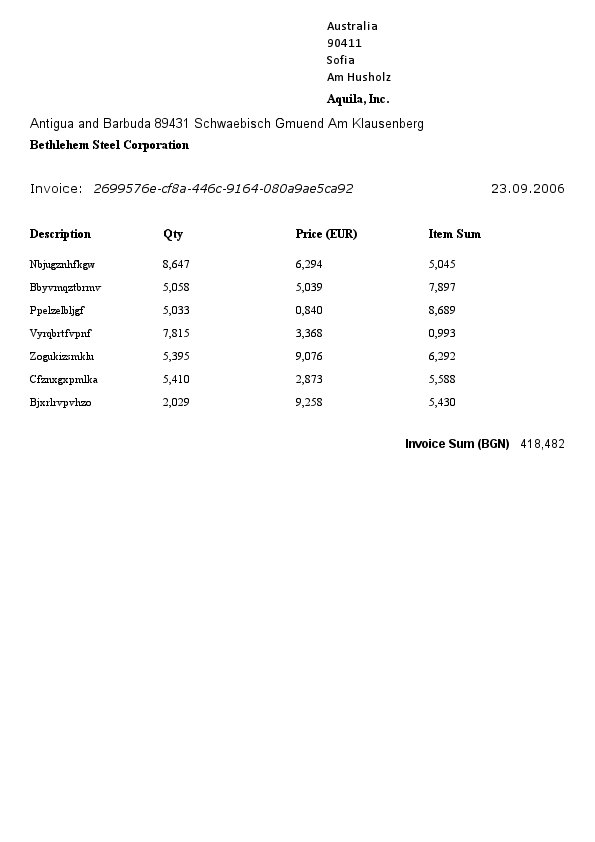 Australia
90411
Sofia
Am Husholz
Aquila, Inc.
Antigua and Barbuda 89431 Schwaebisch Gmuend Am Klausenberg
Bethlehem Steel Corporation
Invoice: 2699576e-cf8a-446c-9164-080a9ae5ca92 23.09.2006
Description Qty Price (EUR) Item Sum
Nbjugznhfkgw 8,647 6,294 5,045
Bbyvmqztbrmv 5,058 5,039 7,897
Ppelzelbljgf 5,033 0,840 8,689
Vyrqbrtfvpnf 7,815 3,368 0,993
Zogukizsmklu 5,395 9,076 6,292
Cfznxgxpmlka 5,410 2,873 5,588
Bjxrlrvpvhzo 2,029 9,258 5,430
Invoice Sum (BGN) 418,482